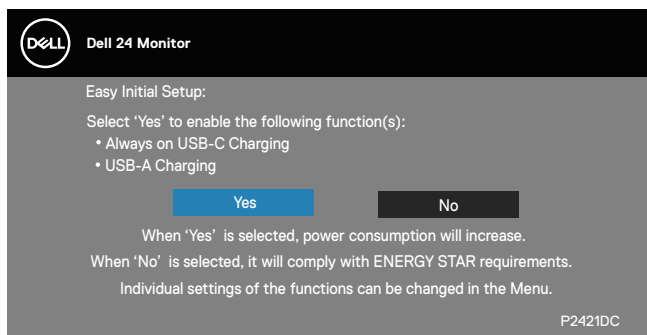 DELL
Dell 24 Monitor
Easy Initial Setup:
Select ‘Yes’ to enable the following function(s):
• Always on USB-C Charging
• USB-A Charging
Yes
No
When ‘Yes’ is selected, power consumption will increase.
When ‘No’ is selected, it will comply with ENERGY STAR requirements.
Individual settings of the functions can be changed in the Menu.
P2421DC